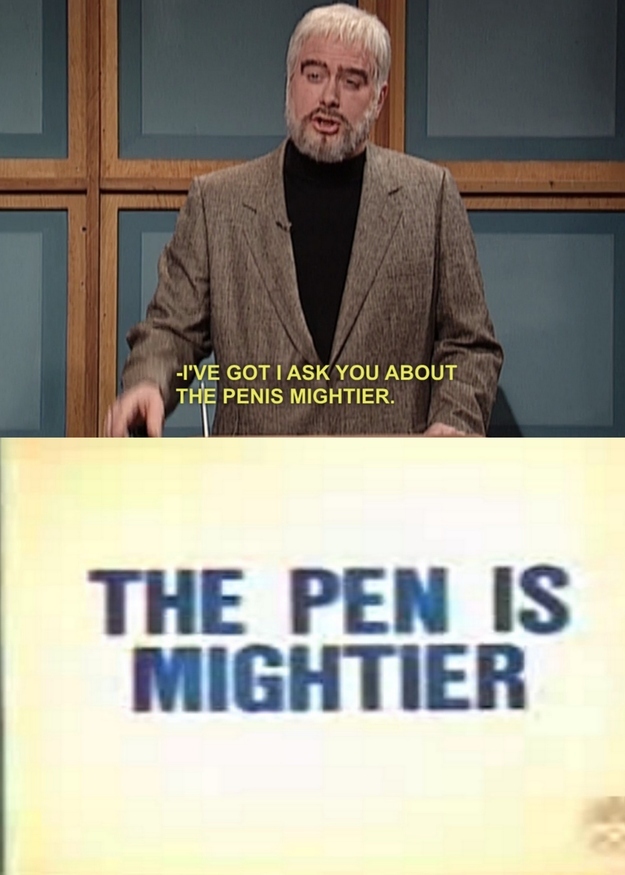 -I'VE GOT I ASK YOU ABOUT
THE PENIS MIGHTIER.
THE PEN IS
MIGHTIER